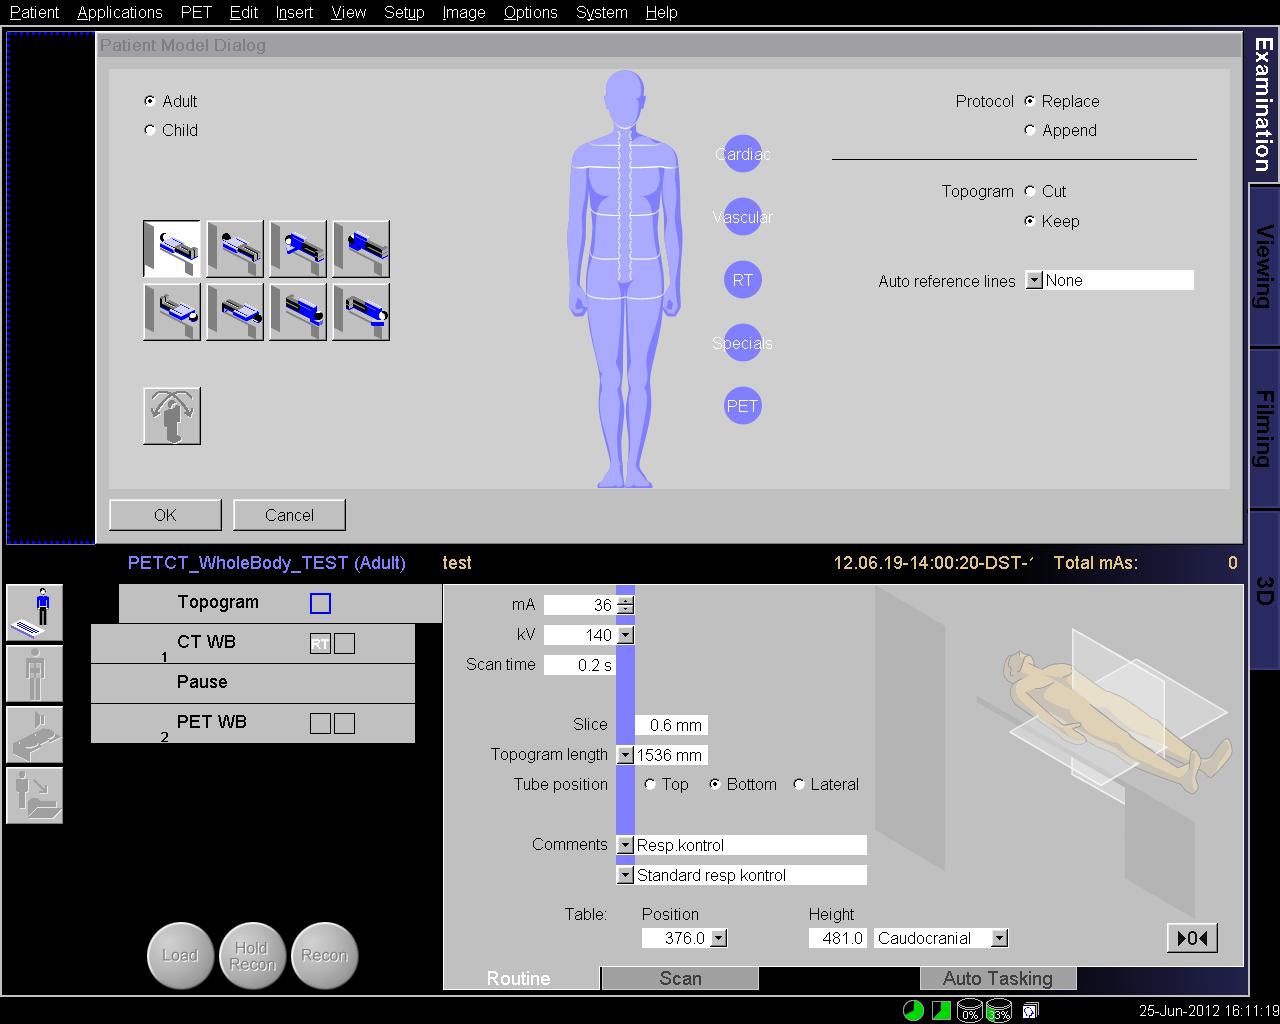 Patient Applications PET Edit Insert View Setup Image Options System Help
Patient Model Dialog
Adult
Child
Cardiac
Vascular
RT
Specials
PET
Protocol Replace
Append
Topogram Cut
Keep
Auto reference lines None
OK Cancel
Examination
Viewing
Filming
3D
PETCT_WholeBody_TEST (Adult) test 12.06.19-14:00:20-DST-1 Total mAs: 0
Topogram
1 CT WB RT
Pause
2 PET WB
Load
Hold
Recon
Recon
mA 36
kV 140
Scan time 0.2 s
Slice 0.6 mm
Topogram length 1536 mm
Tube position Top Bottom Lateral
Comments Resp.kontrol
Standard resp kontrol
Table: Position Height
376.0 481.0 Caudocranial
0
Routine Scan Auto Tasking
0% 33% 25-Jun-2012 16:11:19